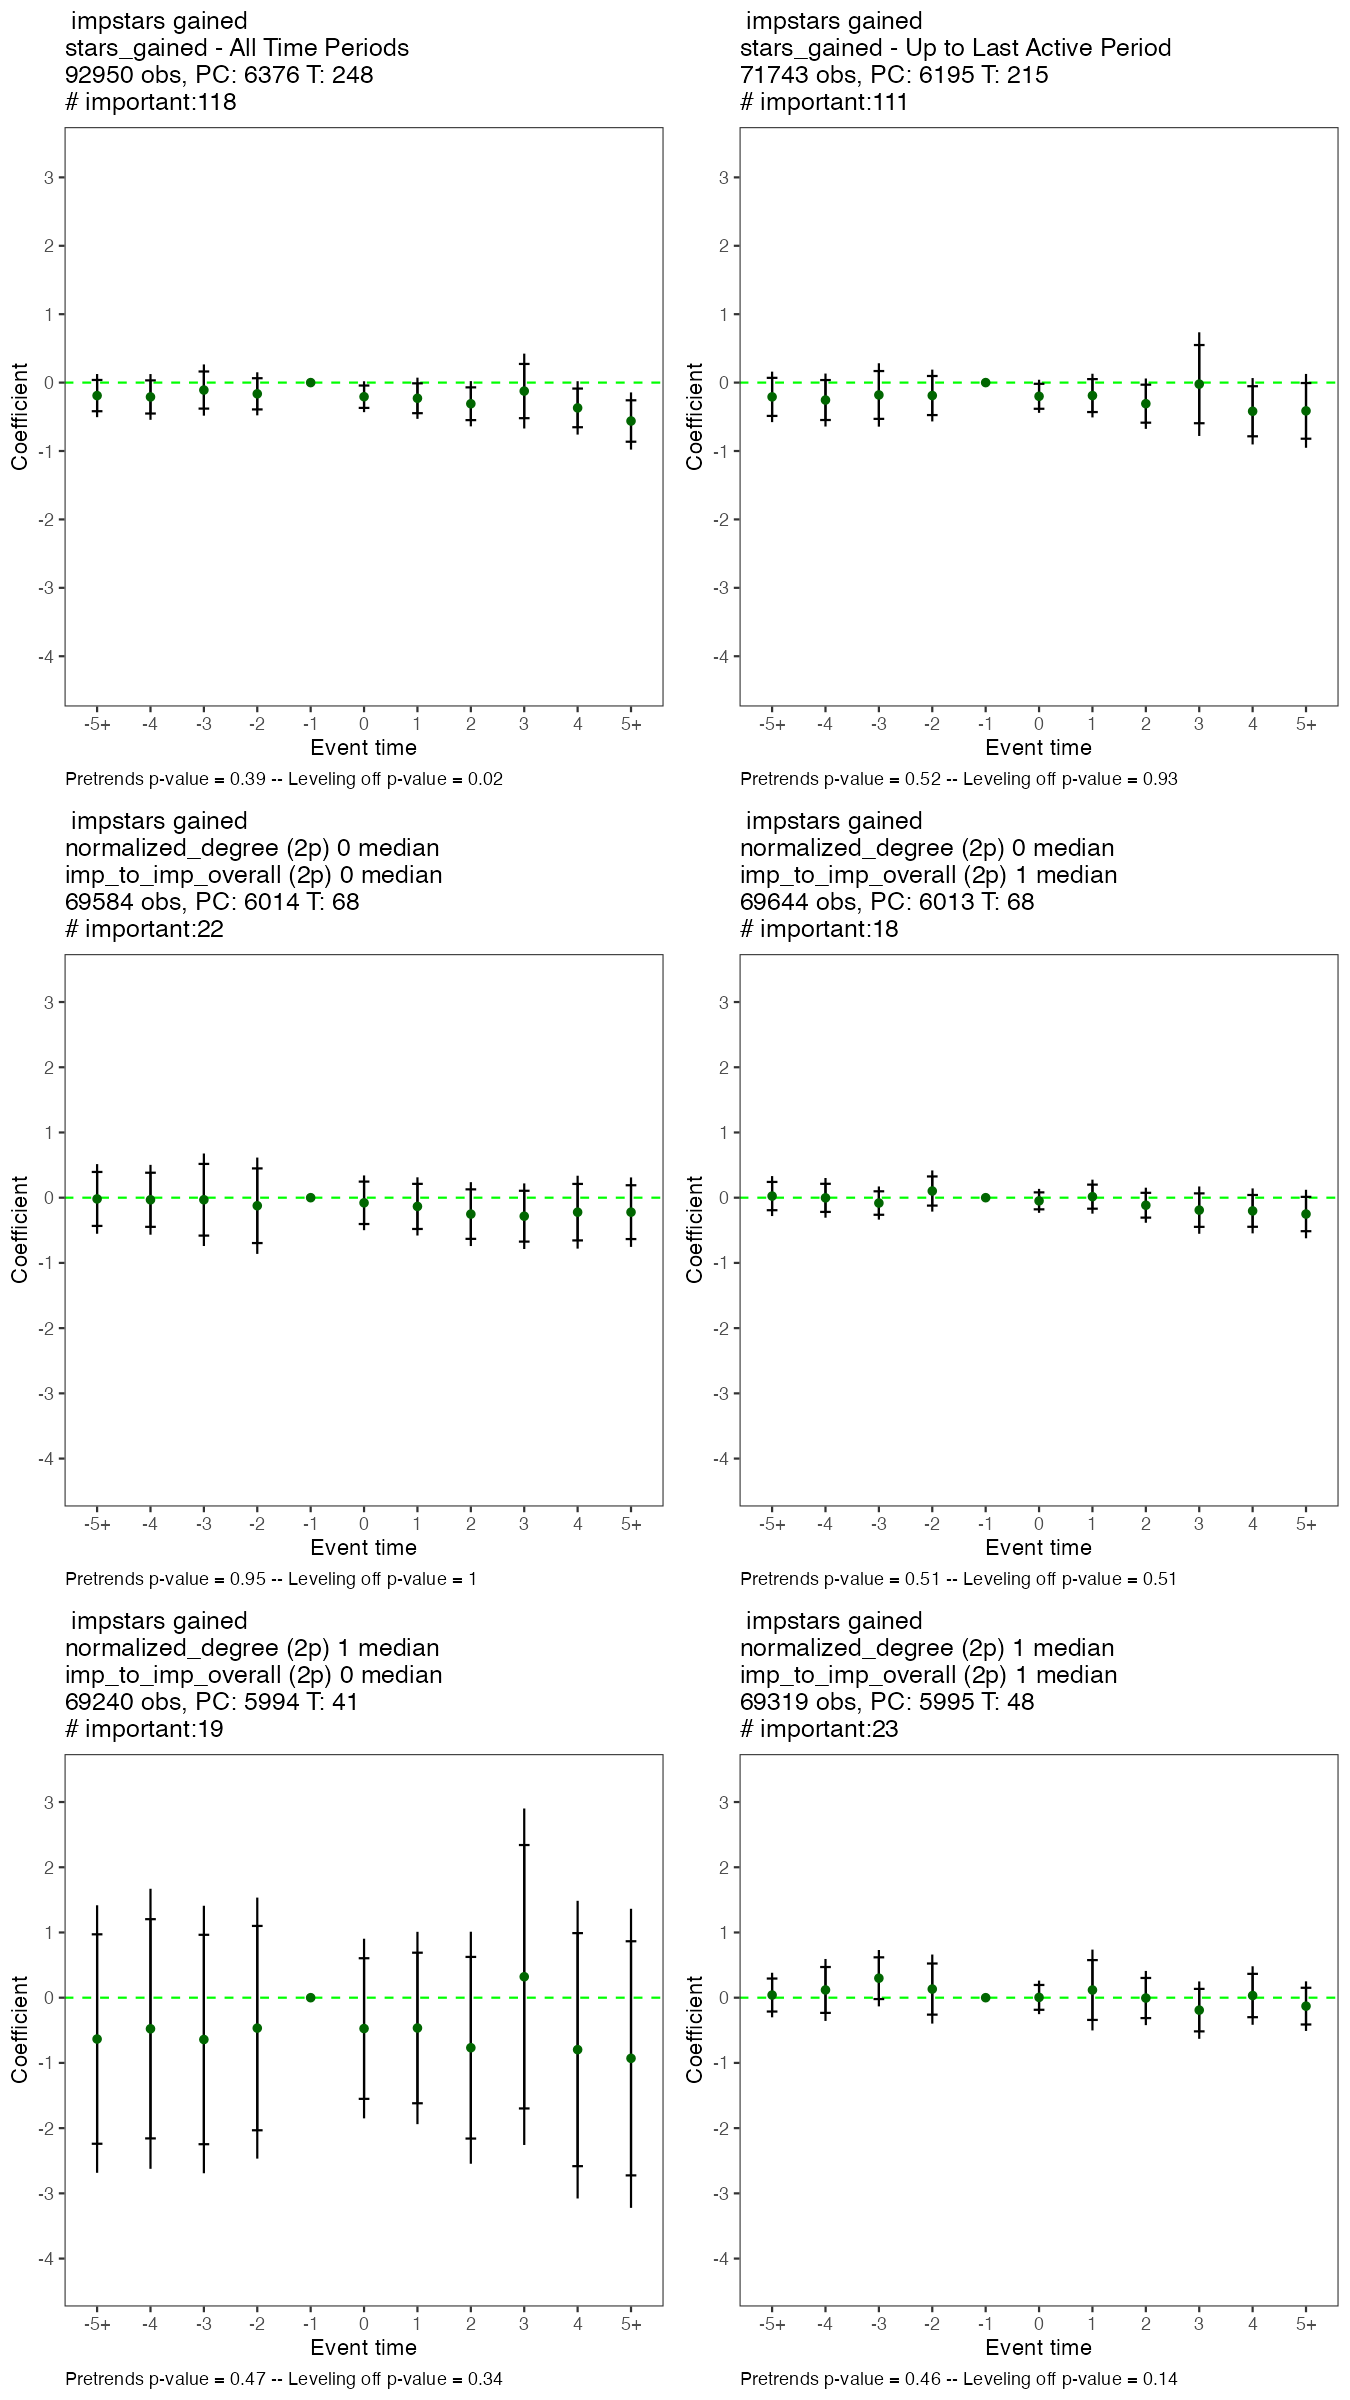 impstars gained
stars_gained - All Time Periods
92950 obs, PC: 6376 T: 248
# important:118
3
2
1
0
-1
-2
-3
-4
Coefficient
-5+ -4 -3 -2 -1 0 1 2 3 4 5+
Event time
Pretrends p-value = 0.39 -- Leveling off p-value = 0.02
impstars gained
stars_gained - Up to Last Active Period
71743 obs, PC: 6195 T: 215
# important:111
3
2
1
0
-1
-2
-3
-4
Coefficient
-5+ -4 -3 -2 -1 0 1 2 3 4 5+
Event time
Pretrends p-value = 0.52 -- Leveling off p-value = 0.93
impstars gained
normalized_degree (2p) 0 median
imp_to_imp_overall (2p) 0 median
69584 obs, PC: 6014 T: 68
# important:22
3
2
1
0
-1
-2
-3
-4
Coefficient
-5+ -4 -3 -2 -1 0 1 2 3 4 5+
Event time
Pretrends p-value = 0.95 -- Leveling off p-value = 1
impstars gained
normalized_degree (2p) 0 median
imp_to_imp_overall (2p) 1 median
69644 obs, PC: 6013 T: 68
# important:18
3
2
1
0
-1
-2
-3
-4
Coefficient
-5+ -4 -3 -2 -1 0 1 2 3 4 5+
Event time
Pretrends p-value = 0.51 -- Leveling off p-value = 0.51
impstars gained
normalized_degree (2p) 1 median
imp_to_imp_overall (2p) 0 median
69240 obs, PC: 5994 T: 41
# important:19
3
2
1
0
-1
-2
-3
-4
Coefficient
-5+ -4 -3 -2 -1 0 1 2 3 4 5+
Event time
Pretrends p-value = 0.47 -- Leveling off p-value = 0.34
impstars gained
normalized_degree (2p) 1 median
imp_to_imp_overall (2p) 1 median
69319 obs, PC: 5995 T: 48
# important:23
3
2
1
0
-1
-2
-3
-4
Coefficient
-5+ -4 -3 -2 -1 0 1 2 3 4 5+
Event time
Pretrends p-value = 0.46 -- Leveling off p-value = 0.14